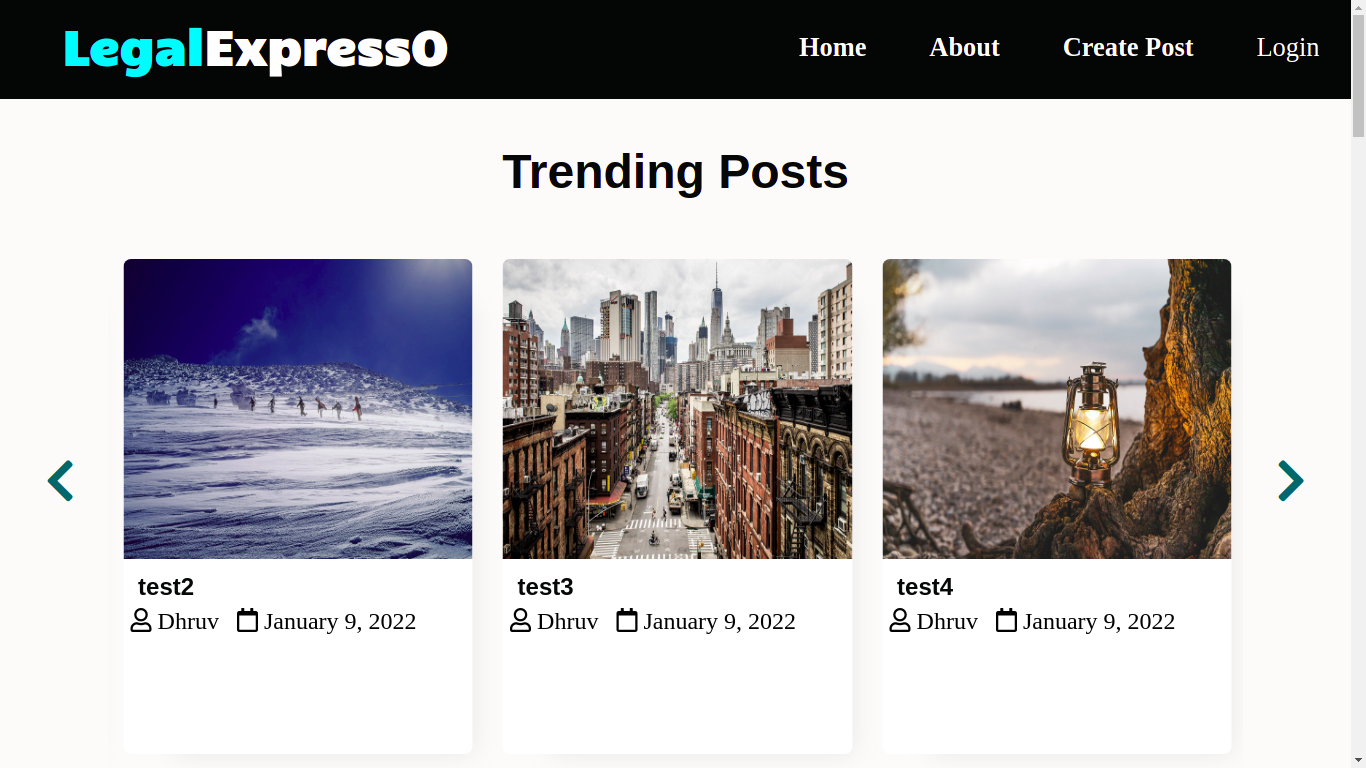 LegalExpressO
Home About Create Post Login
Trending Posts
test2
Dhruv January 9, 2022
test3
Dhruv January 9, 2022
test4
Dhruv January 9, 2022